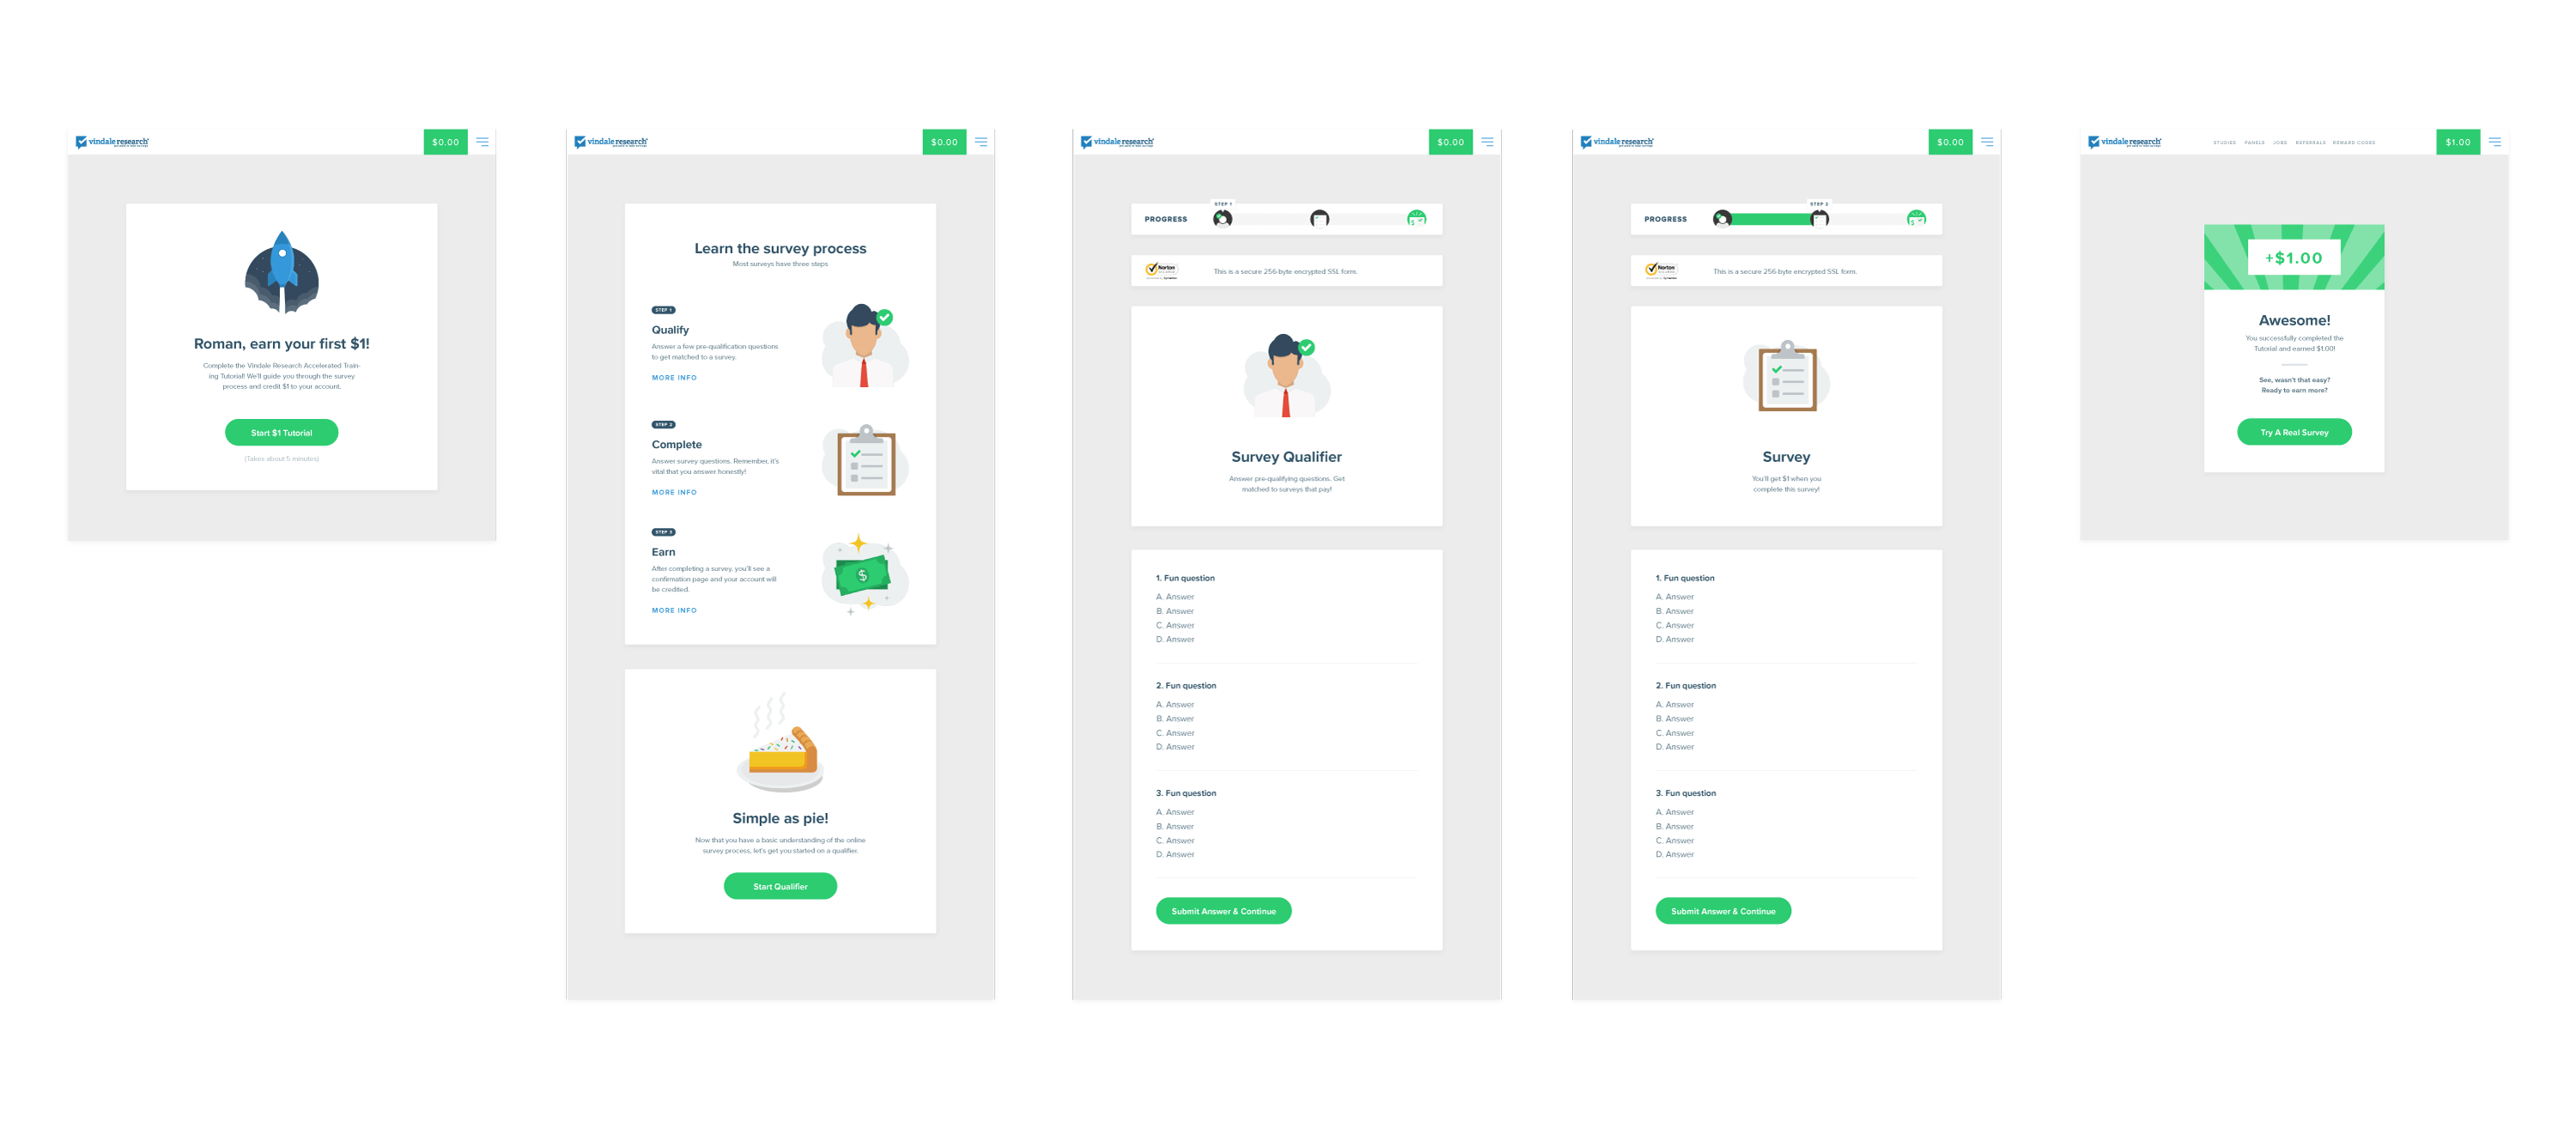 vindale research
$0.00
Roman, earn your first $1!
Complete the Vindale Research Accelerated Train-
ing Tutorial! We'll guide you through the survey
process and credit $1 to your account.
Start $1 Tutorial
(Takes about 5 minutes)
vindale research
$0.00
Learn the survey process
Most surveys have three steps
STEP 1
Qualify
Answer a few pre-qualification questions
to get matched to a survey.
MORE INFO
STEP 2
Complete
Answer survey questions. Remember, it's
vital that you answer honestly!
MORE INFO
STEP 3
Earn
After completing a survey, you'll see a
confirmation page and your account will
be credited.
MORE INFO
Simple as pie!
Now that you have a basic understanding of the online
survey process, let's get you started on a qualifier.
Start Qualifier
vindale research
$0.00
STEP 1
PROGRESS
Norton
This is a secure 256-byte encrypted SSL form.
Survey Qualifier
Answer pre-qualifying questions. Get
matched to surveys that pay!
1. Fun question
A. Answer
B. Answer
C. Answer
D. Answer
2. Fun question
A. Answer
B. Answer
C. Answer
D. Answer
3. Fun question
A. Answer
B. Answer
C. Answer
D. Answer
Submit Answer & Continue
vindale research
$0.00
STEP 2
PROGRESS
Norton
This is a secure 256-byte encrypted SSL form.
Survey
You'll get $1 when you
complete this survey!
1. Fun question
A. Answer
B. Answer
C. Answer
D. Answer
2. Fun question
A. Answer
B. Answer
C. Answer
D. Answer
3. Fun question
A. Answer
B. Answer
C. Answer
D. Answer
Submit Answer & Continue
vindale research
STUDIES PANELS JOBS REFERRALS REWARD CODES
$1.00
+$1.00
Awesome!
You successfully completed the
Tutorial and earned $1.00!
See, wasn't that easy?
Ready to earn more?
Try A Real Survey